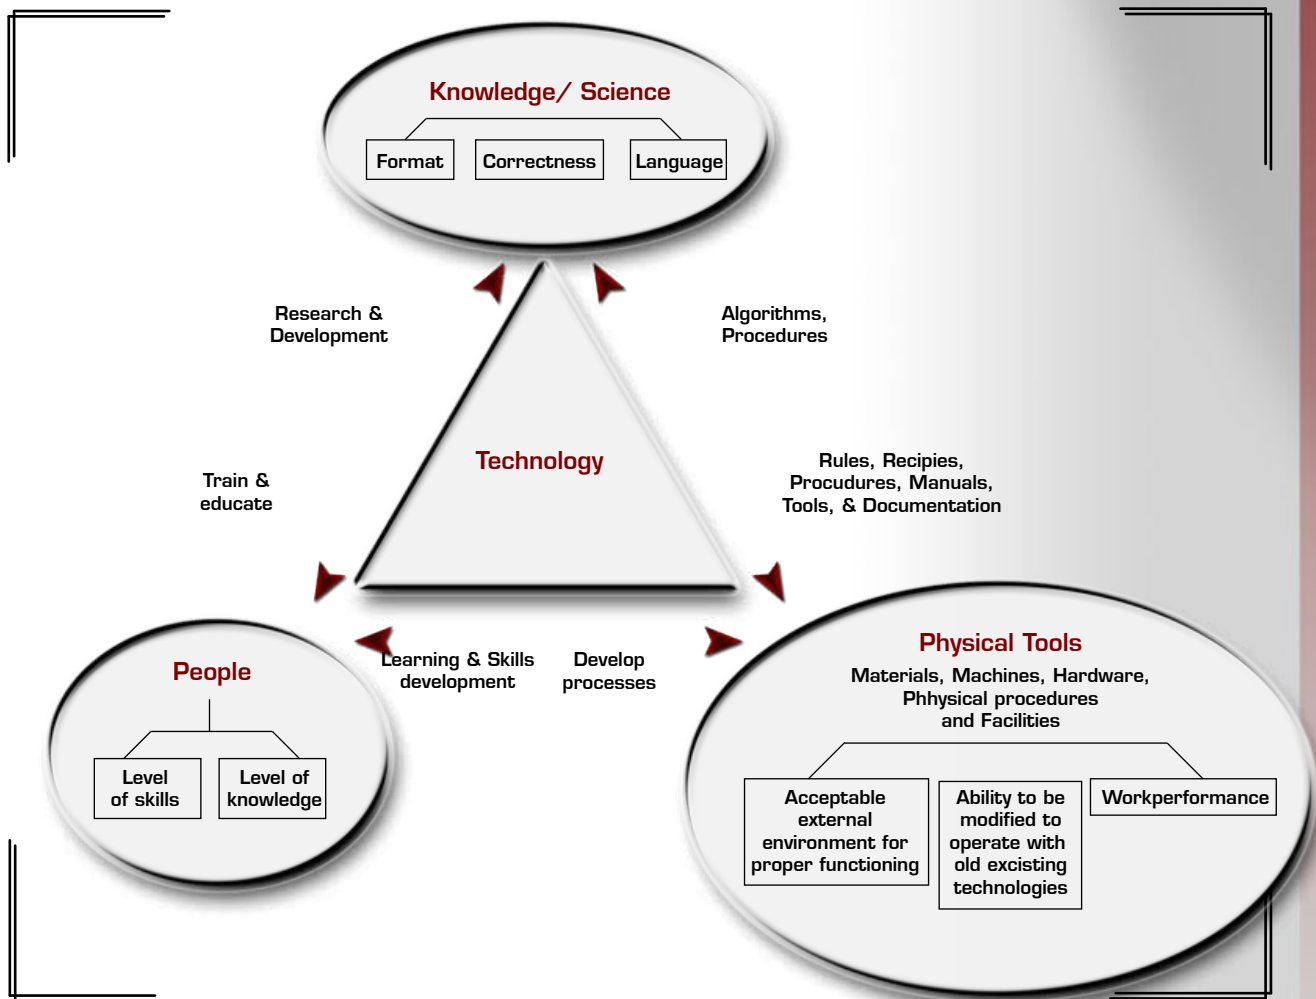 Knowledge/ Science
Format
Correctness
Language
Research &
Development
Algorithms,
Procedures
Technology
Train &
educate
Rules, Recipies,
Procudures, Manuals,
Tools, & Documentation
Learning & Skills
development
Develop
processes
People
Level
of skills
Level of
knowledge
Physical Tools
Materials, Machines, Hardware,
Phhysical procedures
and Facilities
Acceptable
external
environment for
proper functioning
Ability to be
modified to
operate with
old excisting
technologies
Workperformance